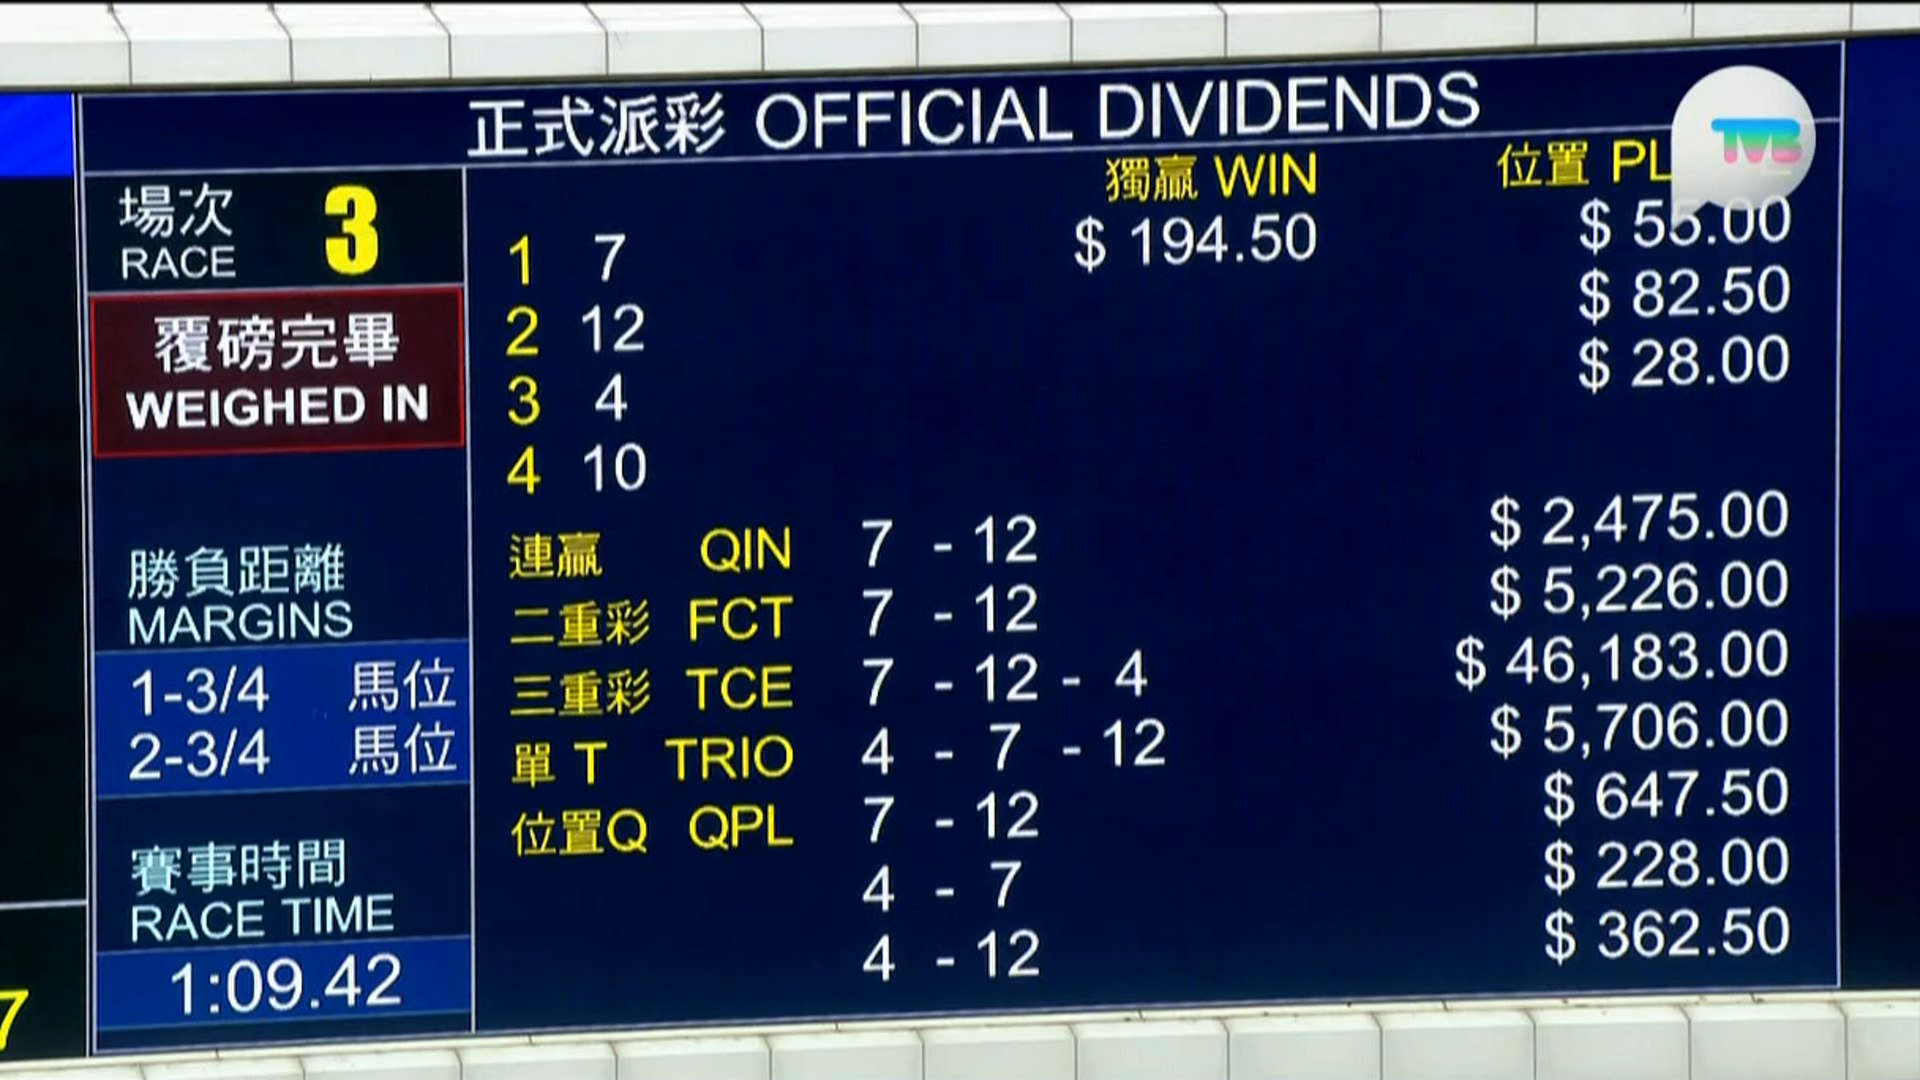 正式派彩 OFFICIAL DIVIDENDS
TVB
場次 3
RACE
覆磅完畢
WEIGHED IN
勝負距離
MARGINS
1-3/4 馬位
2-3/4 馬位
賽事時間
RACE TIME
1:09.42
獨贏 WIN 位置
1 7 $ 194.50 $ 55.00
2 12 $ 82.50
3 4 $ 28.00
4 10
連贏 QIN 7 - 12 $ 2,475.00
二重彩 FCT 7 - 12 $ 5,226.00
三重彩 TCE 7 - 12 - 4 $ 46,183.00
單 T TRIO 4 - 7 - 12 $ 5,706.00
位置Q QPL 7 - 12 $ 647.50
4 - 7 $ 228.00
4 - 12 $ 362.50
7